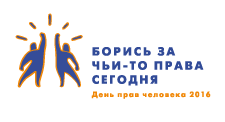 БОРИСЬ ЗА
ЧЬИ-ТО ПРАВА
СЕГОДНЯ
День прав человека 2016